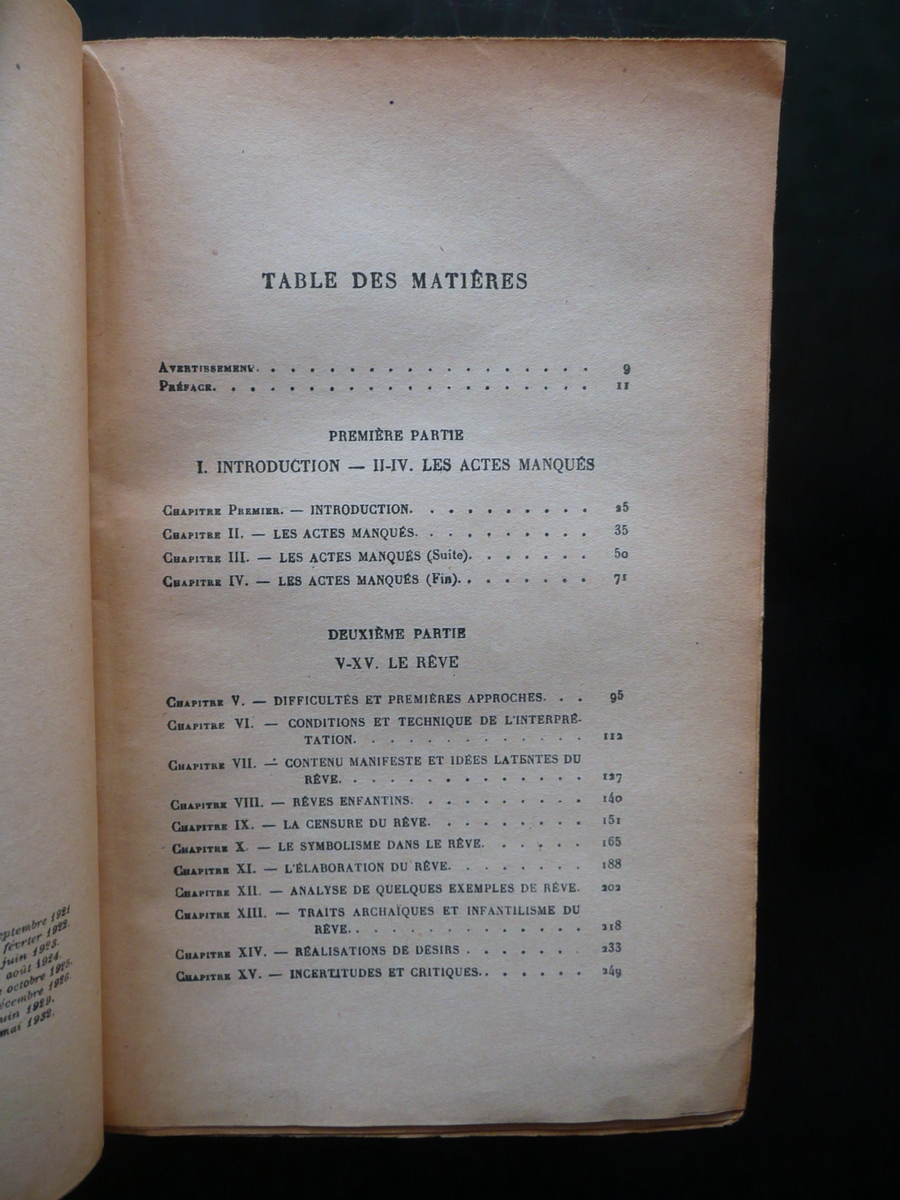 septembre 1921
février 1922.
juin 1923.
août 1924.
octobre 1925.
décembre 1926.
juin 1929.
mai 1932.
TABLE DES MATIÈRES
AVERTISSEMENT. . . . . . . . . . . . . . . . . . 9
PRÉFACE. . . . . . . . . . . . . . . . . . . . 11
PREMIÈRE PARTIE
I. INTRODUCTION — II-IV. LES ACTES MANQUÉS
CHAPITRE PREMIER. — INTRODUCTION. . . . . . . . . . 25
CHAPITRE II. — LES ACTES MANQUÉS. . . . . . . . . . 35
CHAPITRE III. — LES ACTES MANQUÉS (Suite). . . . . . . 50
CHAPITRE IV. — LES ACTES MANQUÉS (Fin). . . . . . . . 71
DEUXIÈME PARTIE
V-XV. LE RÊVE
CHAPITRE V. — DIFFICULTÉS ET PREMIÈRES APPROCHES. . . 95
CHAPITRE VI. — CONDITIONS ET TECHNIQUE DE L'INTERPRÉ-
TATION. . . . . . . . . . . . . 112
CHAPITRE VII. — CONTENU MANIFESTE ET IDÉES LATENTES DU
RÊVE. . . . . . . . . . . . . . 127
CHAPITRE VIII. — RÊVES ENFANTINS. . . . . . . . . . 140
CHAPITRE IX. — LA CENSURE DU RÊVE. . . . . . . . . 151
CHAPITRE X. — LE SYMBOLISME DANS LE RÊVE. . . . . . 165
CHAPITRE XI. — L'ÉLABORATION DU RÊVE. . . . . . . . 188
CHAPITRE XII. — ANALYSE DE QUELQUES EXEMPLES DE RÊVE. 202
CHAPITRE XIII. — TRAITS ARCHAÏQUES ET INFANTILISME DU
RÊVE. . . . . . . . . . . . . 218
CHAPITRE XIV. — RÉALISATIONS DE DÉSIRS . . . . . . . 233
CHAPITRE XV. — INCERTITUDES ET CRITIQUES. . . . . . . 249